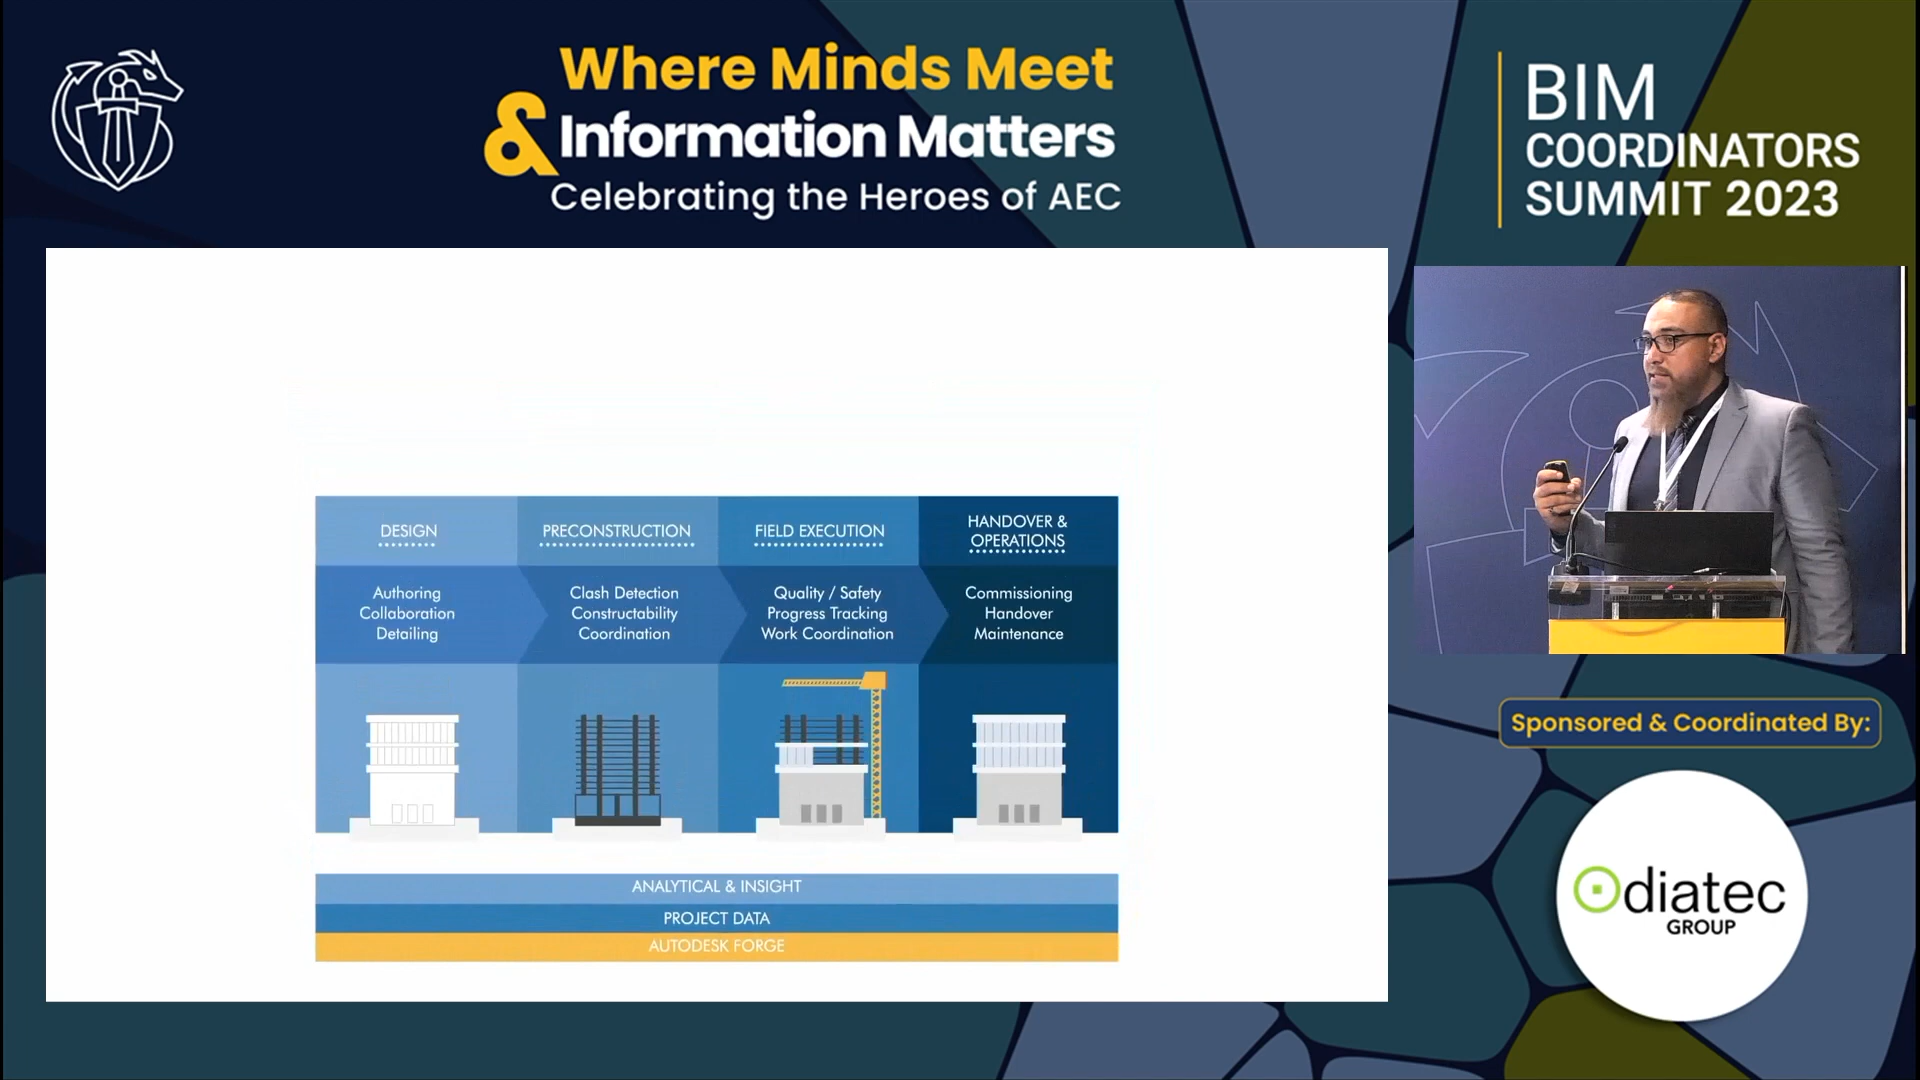 Where Minds Meet
& Information Matters
Celebrating the Heroes of AEC
BIM
COORDINATORS
SUMMIT 2023
DESIGN
PRECONSTRUCTION
FIELD EXECUTION
HANDOVER &
OPERATIONS
Authoring
Collaboration
Detailing
Clash Detection
Constructability
Coordination
Quality / Safety
Progress Tracking
Work Coordination
Commissioning
Handover
Maintenance
ANALYTICAL & INSIGHT
PROJECT DATA
AUTODESK FORGE
Sponsored & Coordinated By:
diatec
GROUP